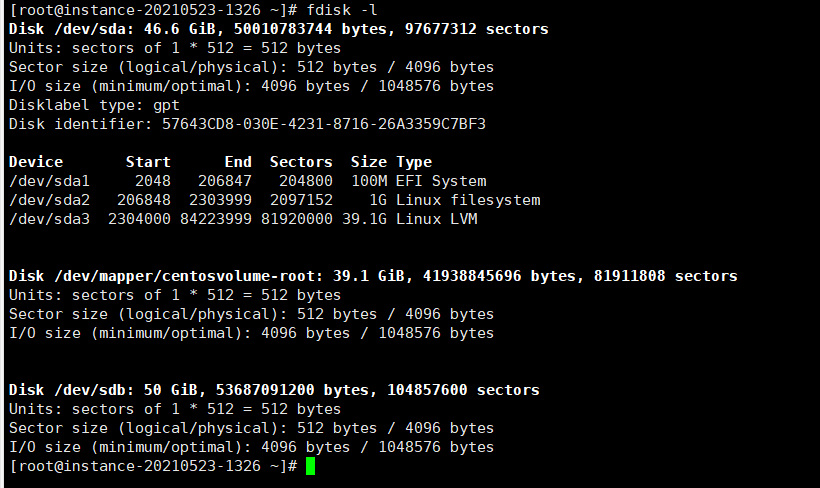 [root@instance-20210523-1326 ~]# fdisk -l
Disk /dev/sda: 46.6 GiB, 50010783744 bytes, 97677312 sectors
Units: sectors of 1 * 512 = 512 bytes
Sector size (logical/physical): 512 bytes / 4096 bytes
I/O size (minimum/optimal): 4096 bytes / 1048576 bytes
Disklabel type: gpt
Disk identifier: 57643CD8-030E-4231-8716-26A3359C7BF3
Device       Start      End  Sectors  Size Type
/dev/sda1     2048   206847   204800  100M EFI System
/dev/sda2   206848  2303999  2097152    1G Linux filesystem
/dev/sda3  2304000 84223999 81920000 39.1G Linux LVM
Disk /dev/mapper/centosvolume-root: 39.1 GiB, 41938845696 bytes, 81911808 sectors
Units: sectors of 1 * 512 = 512 bytes
Sector size (logical/physical): 512 bytes / 4096 bytes
I/O size (minimum/optimal): 4096 bytes / 1048576 bytes
Disk /dev/sdb: 50 GiB, 53687091200 bytes, 104857600 sectors
Units: sectors of 1 * 512 = 512 bytes
Sector size (logical/physical): 512 bytes / 4096 bytes
I/O size (minimum/optimal): 4096 bytes / 1048576 bytes
[root@instance-20210523-1326 ~]#